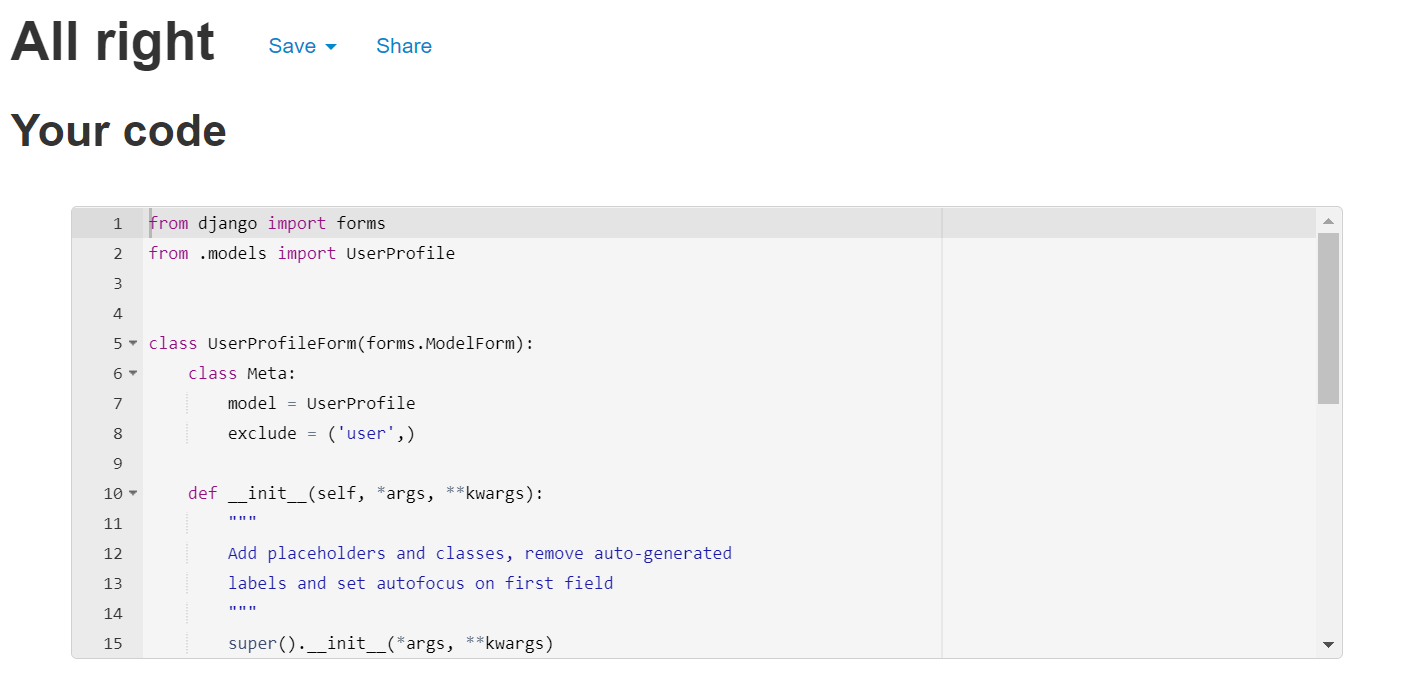 All right Save Share
Your code
1 from django import forms
2 from .models import UserProfile
3
4
5 class UserProfileForm(forms.ModelForm):
6     class Meta:
7         model = UserProfile
8         exclude = ('user',)
9
10     def __init__(self, *args, **kwargs):
11         """
12         Add placeholders and classes, remove auto-generated
13         labels and set autofocus on first field
14         """
15         super().__init__(*args, **kwargs)